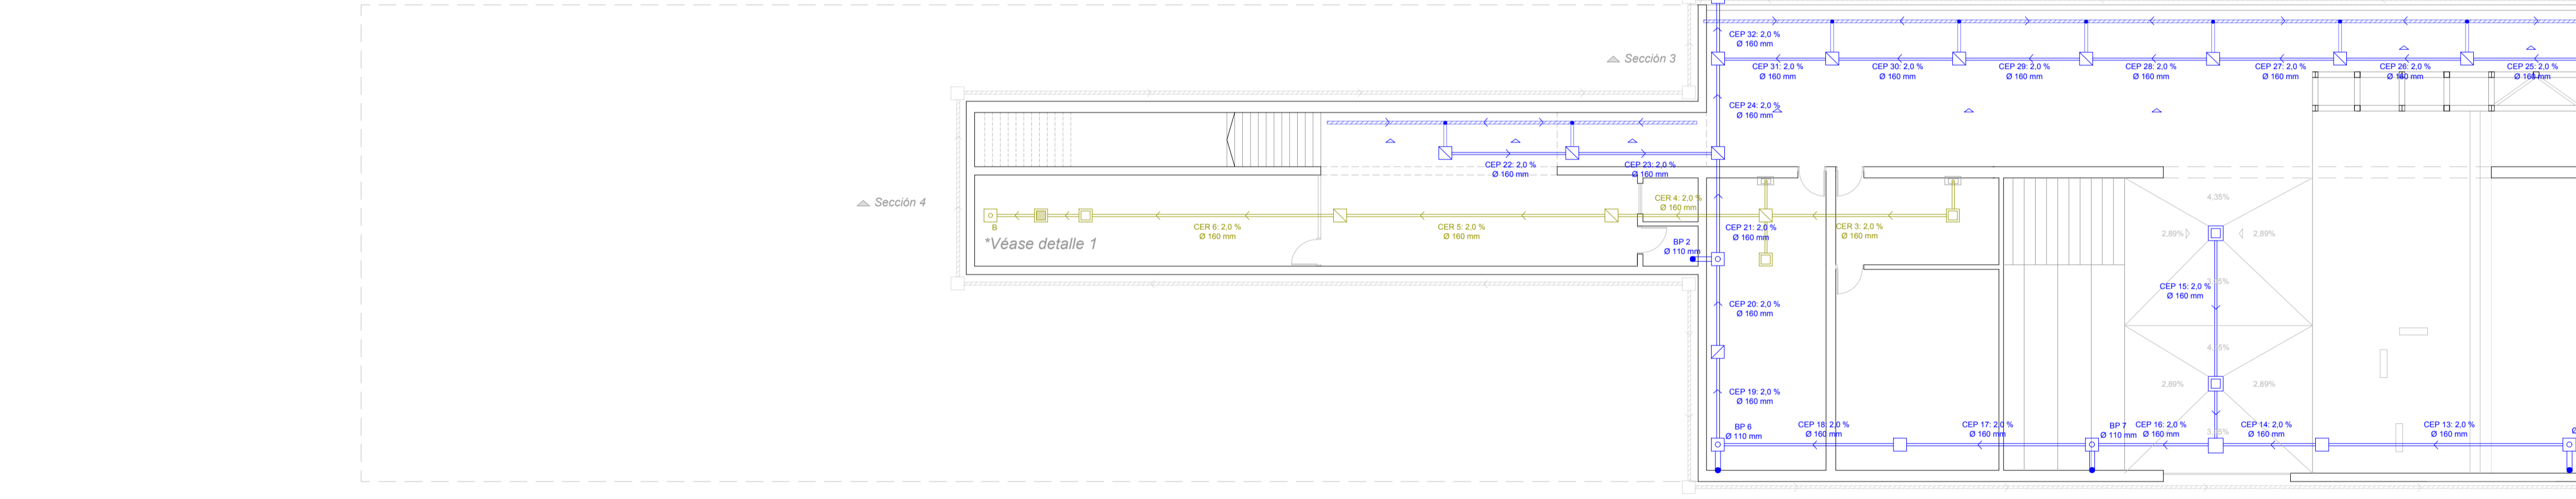 CEP 32: 2,0 %
Ø 160 mm
Sección 3
CEP 31: 2,0 %
Ø 160 mm
CEP 30: 2,0 %
Ø 160 mm
CEP 29: 2,0 %
Ø 160 mm
CEP 28: 2,0 %
Ø 160 mm
CEP 27: 2,0 %
Ø 160 mm
CEP 26: 2,0 %
Ø 160 mm
CEP 25: 2,0 %
Ø 160 mm
CEP 24: 2,0 %
Ø 160 mm
CEP 22: 2,0 %
Ø 160 mm
CEP 23: 2,0 %
Ø 160 mm
Sección 4
CER 4: 2,0 %
Ø 160 mm
4,35%
B
CER 6: 2,0 %
Ø 160 mm
CER 5: 2,0 %
Ø 160 mm
CEP 21: 2,0 %
Ø 160 mm
CER 3: 2,0 %
Ø 160 mm
2,89%
2,89%
*Véase detalle 1
BP 2
Ø 110 mm
CEP 15: 2,0 %
Ø 160 mm
CEP 20: 2,0 %
Ø 160 mm
2,89%
2,89%
CEP 19: 2,0 %
Ø 160 mm
BP 6
Ø 110 mm
CEP 18: 2,0 %
Ø 160 mm
CEP 17: 2,0 %
Ø 160 mm
BP 7
Ø 110 mm
CEP 16: 2,0 %
Ø 160 mm
CEP 14: 2,0 %
Ø 160 mm
CEP 13: 2,0 %
Ø 160 mm